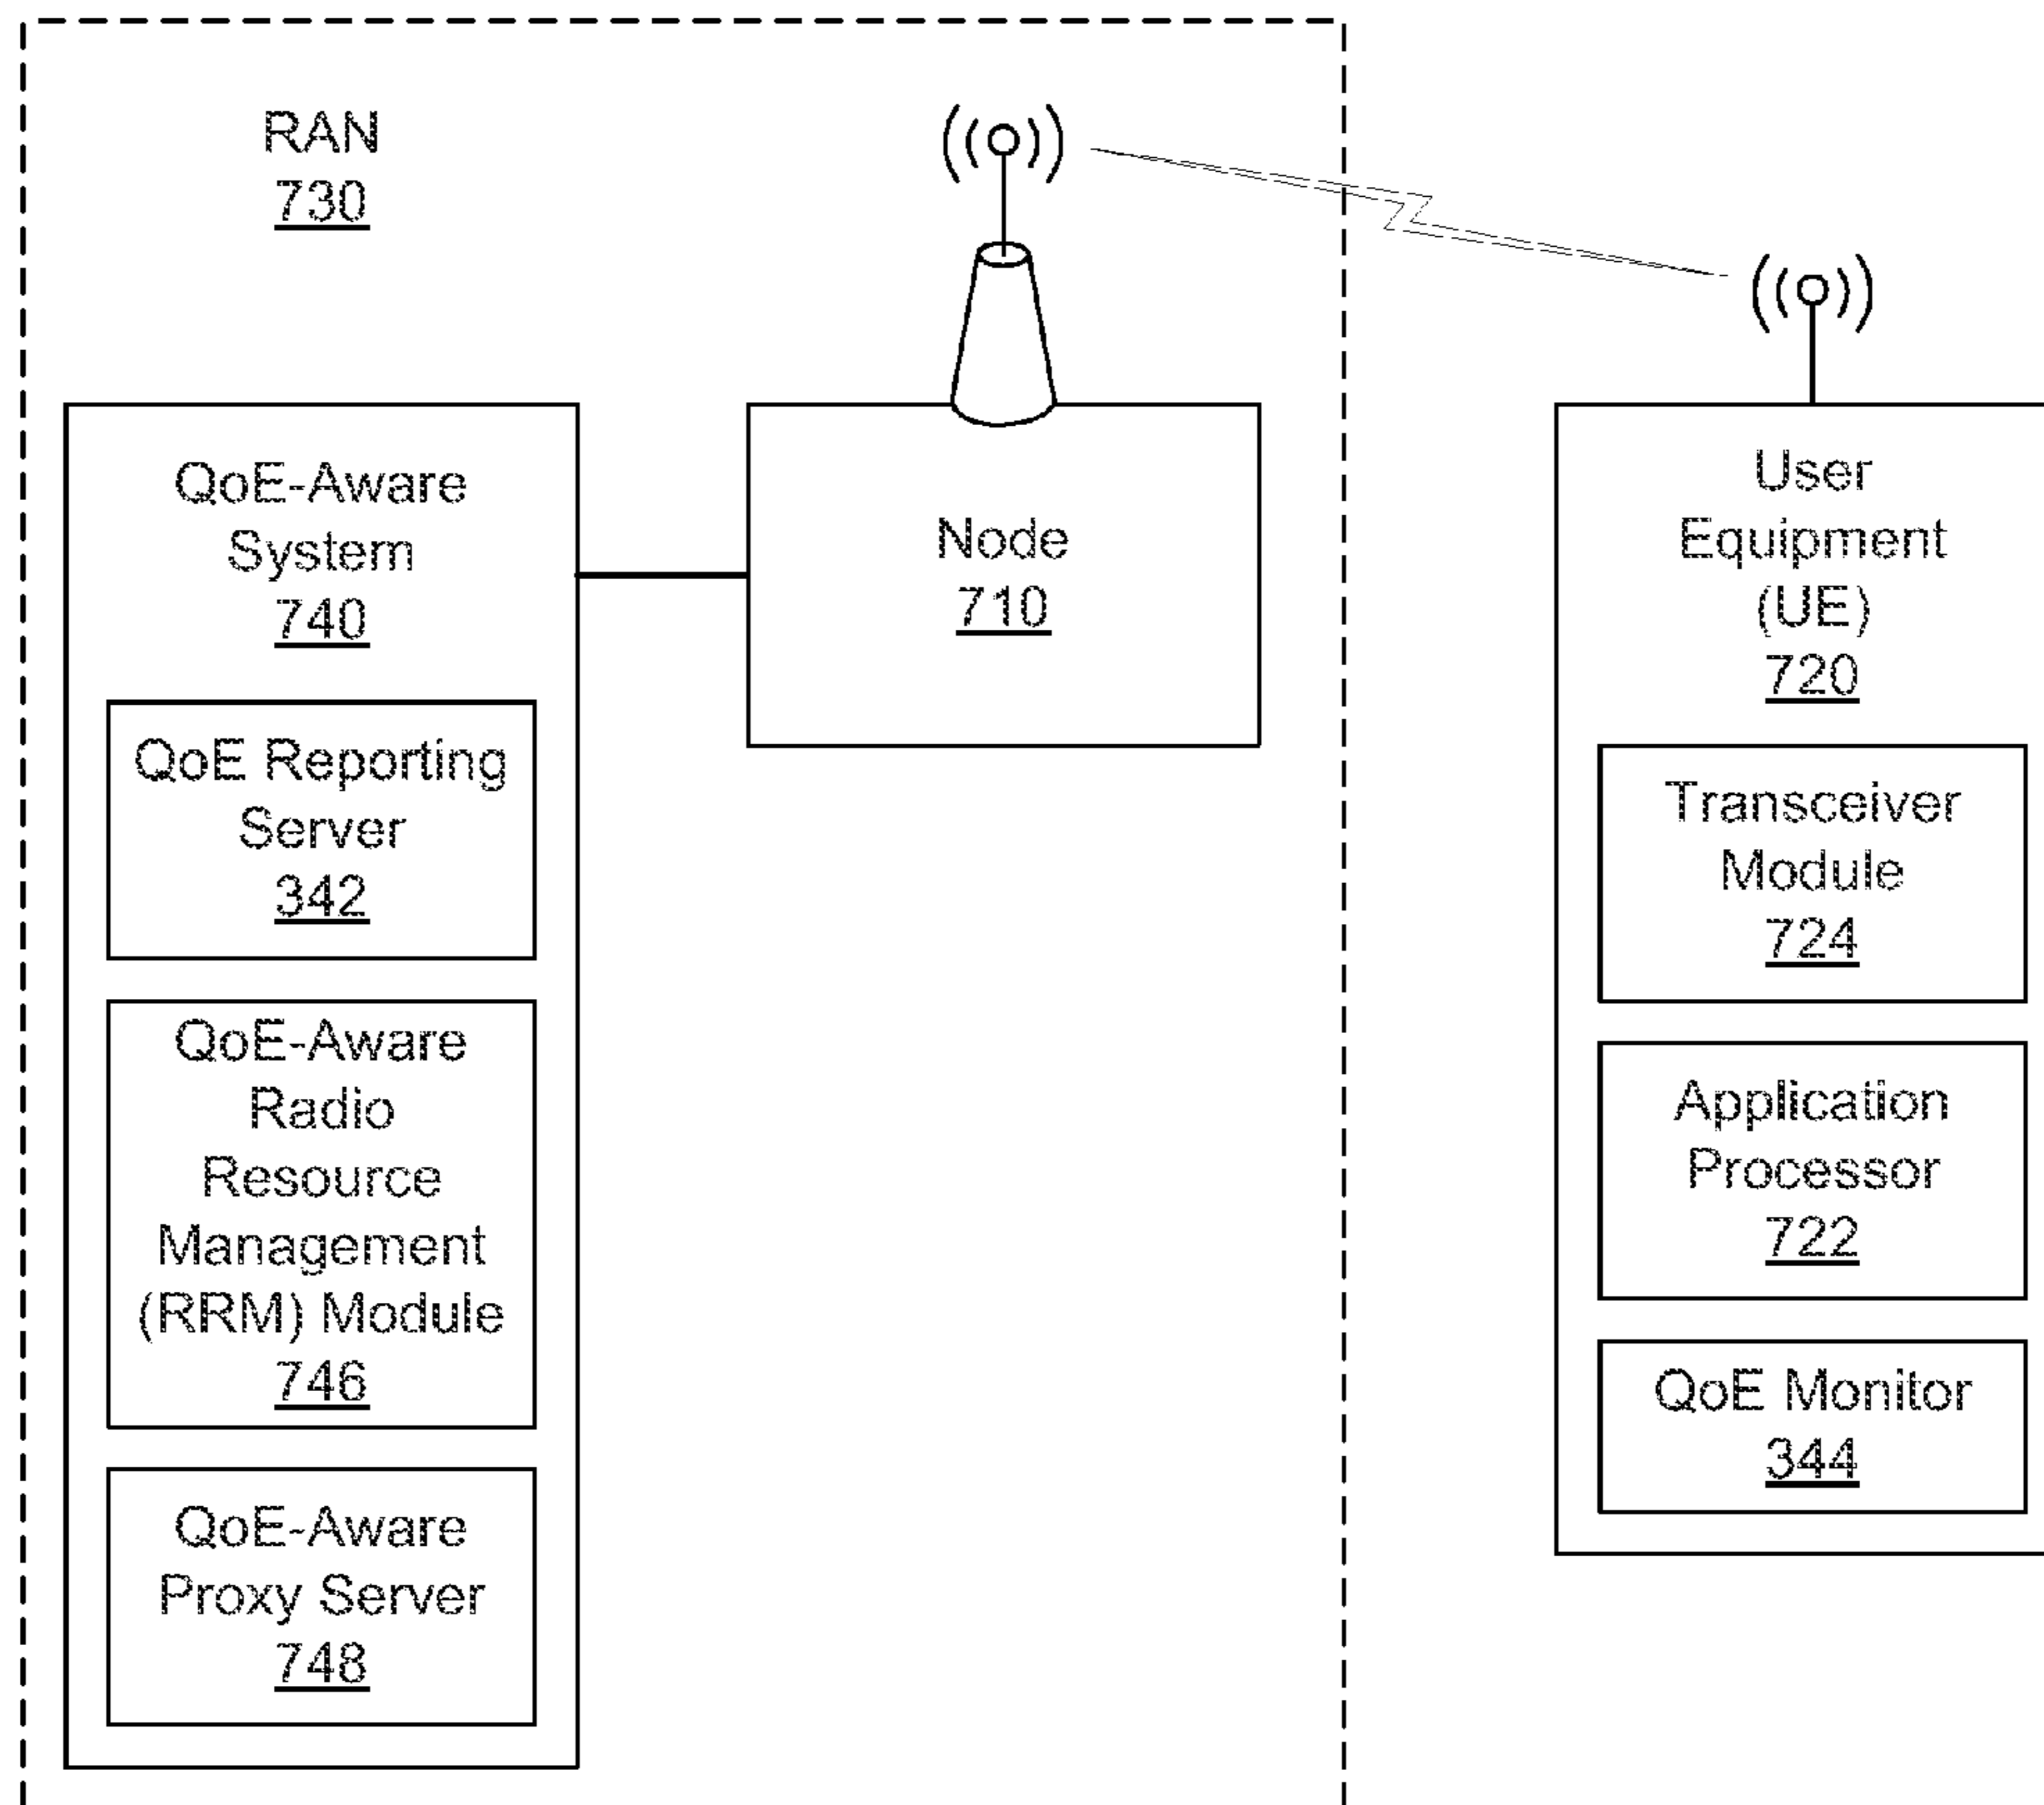 RAN
730
QoE-Aware
System
740
QoE Reporting
Server
342
QoE-Aware
Radio
Resource
Management
(RRM) Module
746
QoE-Aware
Proxy Server
748
Node
710
User
Equipment
(UE)
720
Transceiver
Module
724
Application
Processor
722
QoE Monitor
344